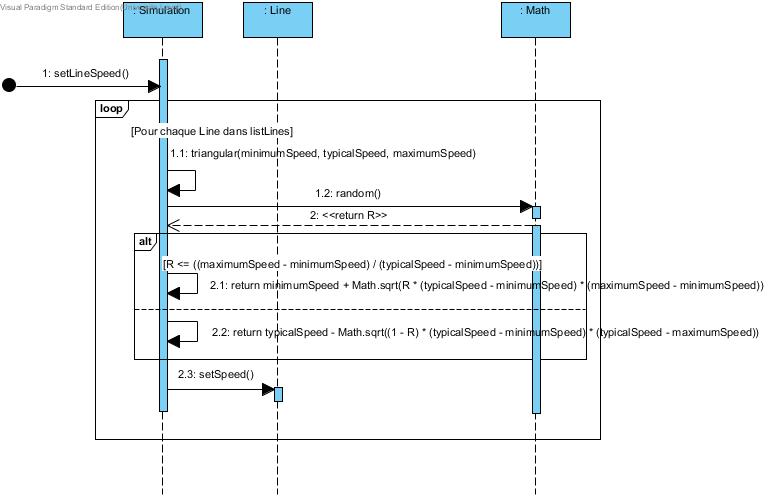 Visual Paradigm Standard Edition(
: Simulation
: Line
: Math
1: setLineSpeed()
loop
[Pour chaque Line dans listLines]
1.1: triangular(minimumSpeed, typicalSpeed, maximumSpeed)
1.2: random()
2: <<return R>>
alt
[R <= ((maximumSpeed - minimumSpeed) / (typicalSpeed - minimumSpeed))]
2.1: return minimumSpeed + Math.sqrt(R * (typicalSpeed - minimumSpeed) * (maximumSpeed - minimumSpeed))
2.2: return typicalSpeed - Math.sqrt((1 - R) * (typicalSpeed - minimumSpeed) * (typicalSpeed - maximumSpeed))
2.3: setSpeed()